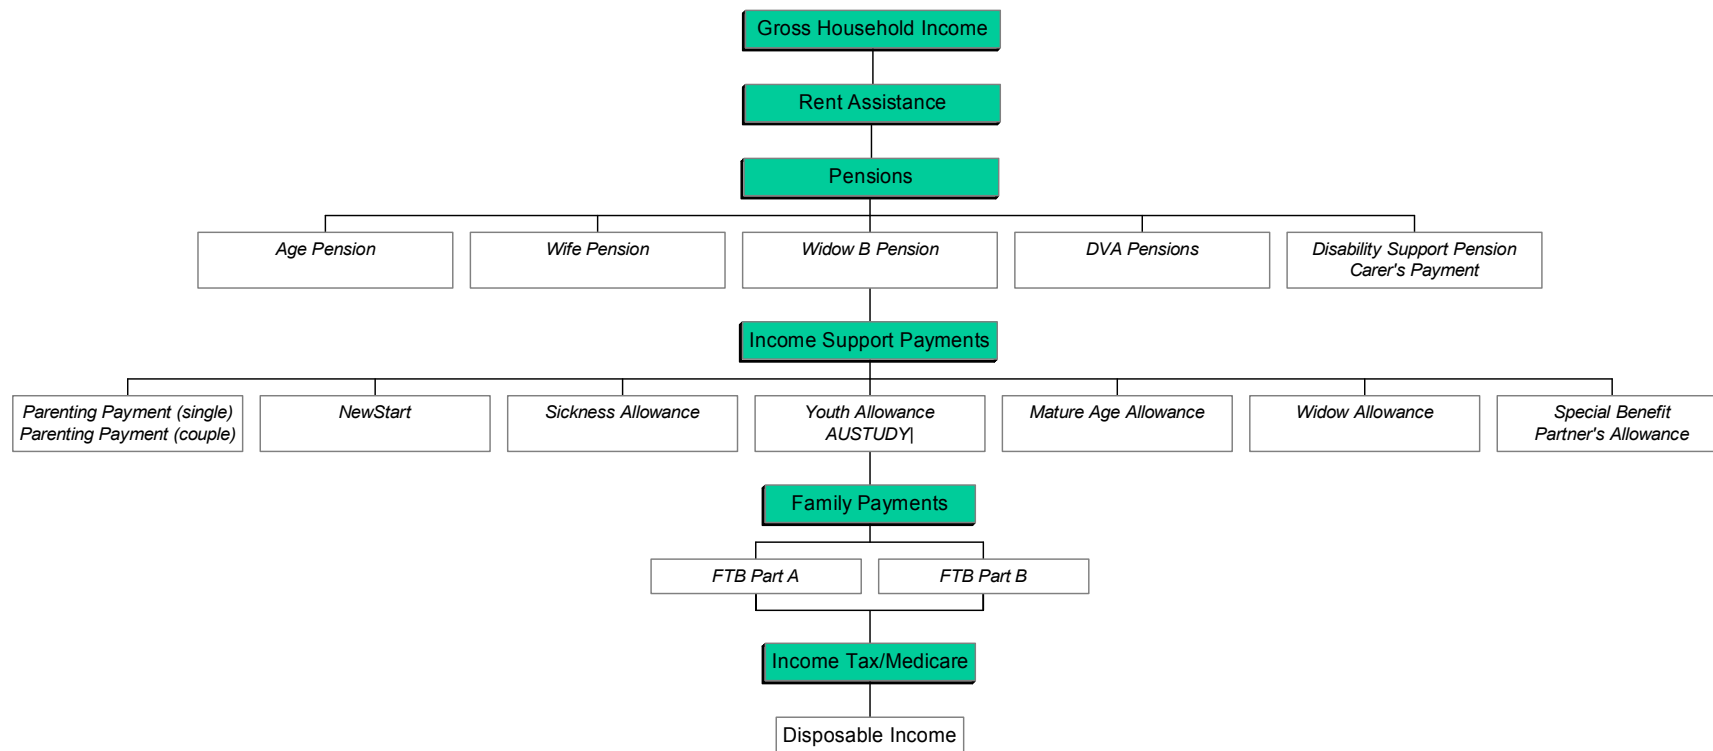 Gross Household Income
Rent Assistance
Pensions
Age Pension
Wife Pension
Widow B Pension
DVA Pensions
Disability Support Pension
Carer's Payment
Income Support Payments
Parenting Payment (single)
Parenting Payment (couple)
NewStart
Sickness Allowance
Youth Allowance
AUSTUDY|
Mature Age Allowance
Widow Allowance
Special Benefit
Partner's Allowance
Family Payments
FTB Part A
FTB Part B
Income Tax/Medicare
Disposable Income